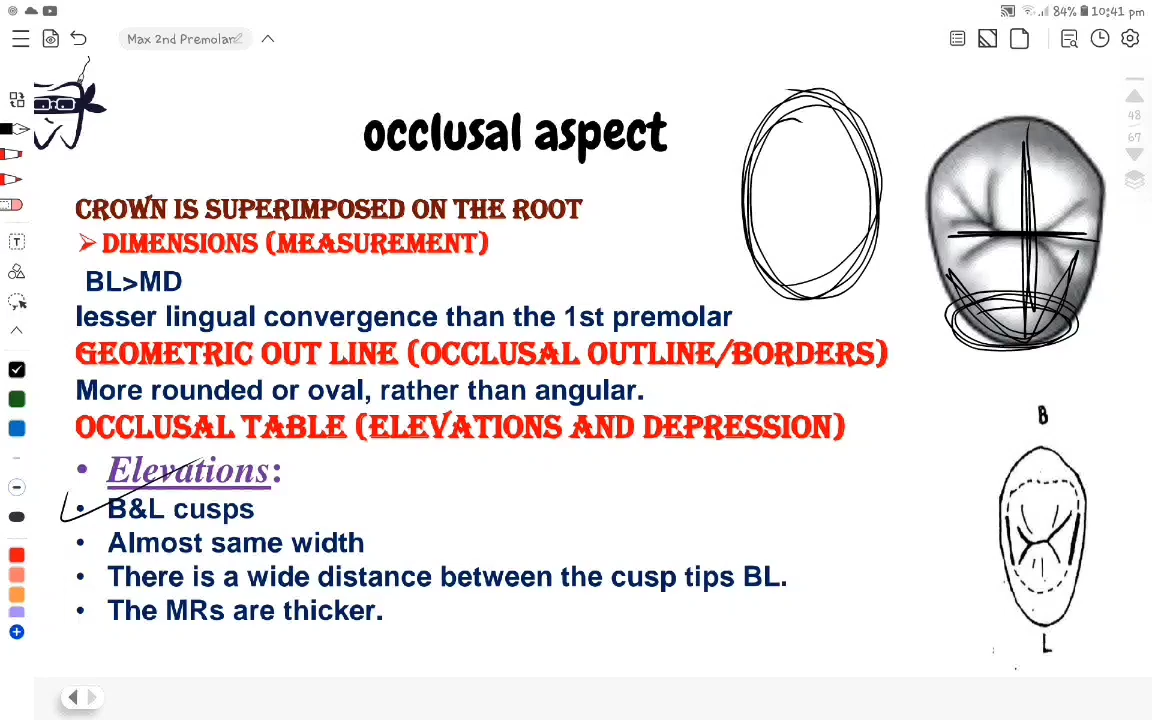 84% 10:41 pm
Max 2nd Premolar
occlusal aspect
48
67
CROWN IS SUPERIMPOSED ON THE ROOT
➢ DIMENSIONS (MEASUREMENT)
BL>MD
lesser lingual convergence than the 1st premolar
GEOMETRIC OUT LINE (OCCLUSAL OUTLINE/BORDERS)
More rounded or oval, rather than angular.
OCCLUSAL TABLE (ELEVATIONS AND DEPRESSION)
• Elevations:
• B&L cusps
• Almost same width
• There is a wide distance between the cusp tips BL.
• The MRs are thicker.
B
L
T